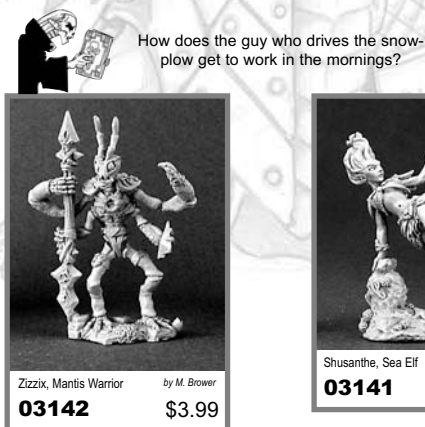 How does the guy who drives the snow-
plow get to work in the mornings?
Zizzix, Mantis Warrior by M. Brower
03142 $3.99
Shusanthe, Sea Elf
03141